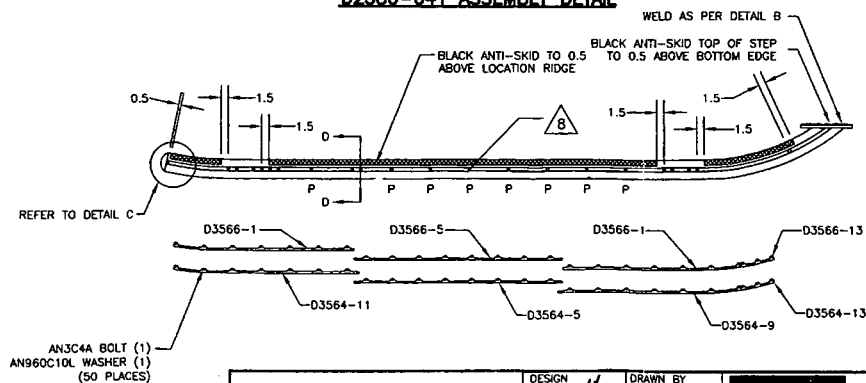 D2580-041 ASSEMBLY DETAIL
WELD AS PER DETAIL B
BLACK ANTI-SKID TO 0.5
ABOVE LOCATION RIDGE
BLACK ANTI-SKID TOP OF STEP
TO 0.5 ABOVE BOTTOM EDGE
0.5
1.5
1.5
1.5
1.5
1.5
8
D
D
P P P P P P P P
REFER TO DETAIL C
D3566-1
D3566-5
D3566-1
D3566-13
D3564-11
D3564-5
D3564-9
D3564-13
AN3C4A BOLT (1)
AN960C10L WASHER (1)
(50 PLACES)
DESIGN
DRAWN BY